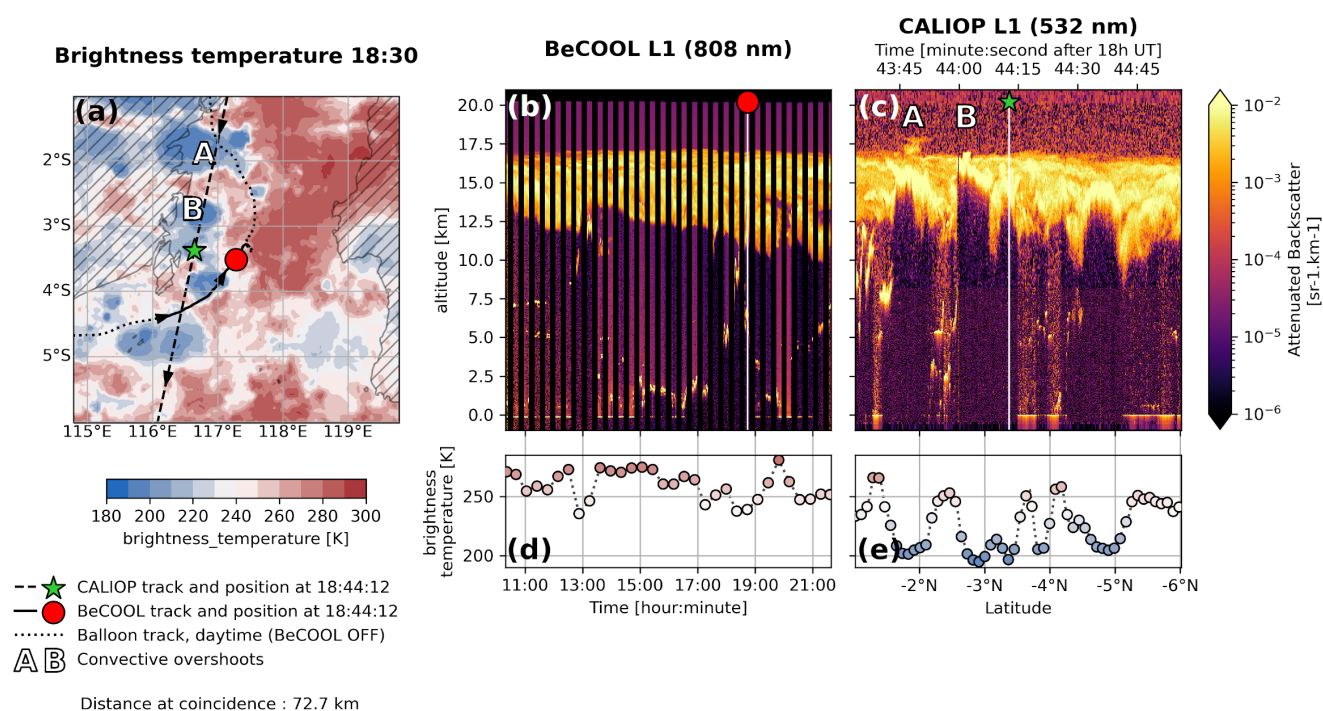 Brightness temperature 18:30
(a)
A
B
2°S
3°S
4°S
5°S
115°E 116°E 117°E 118°E 119°E
180 200 220 240 260 280 300
brightness_temperature [K]
CALIOP track and position at 18:44:12
BeCOOL track and position at 18:44:12
Balloon track, daytime (BeCOOL OFF)
A B Convective overshoots
Distance at coincidence : 72.7 km
BeCOOL L1 (808 nm)
(b)
altitude [km]
20.0
17.5
15.0
12.5
10.0
7.5
5.0
2.5
0.0
CALIOP L1 (532 nm)
Time [minute:second after 18h UT]
43:45 44:00 44:15 44:30 44:45
(c)
A B
10⁻²
10⁻³
10⁻⁴
10⁻⁵
10⁻⁶
Attenuated Backscatter
[sr-1.km-1]
brightness
temperature [K]
250
200
(d)
11:00 13:00 15:00 17:00 19:00 21:00
Time [hour:minute]
(e)
-2°N -3°N -4°N -5°N -6°N
Latitude